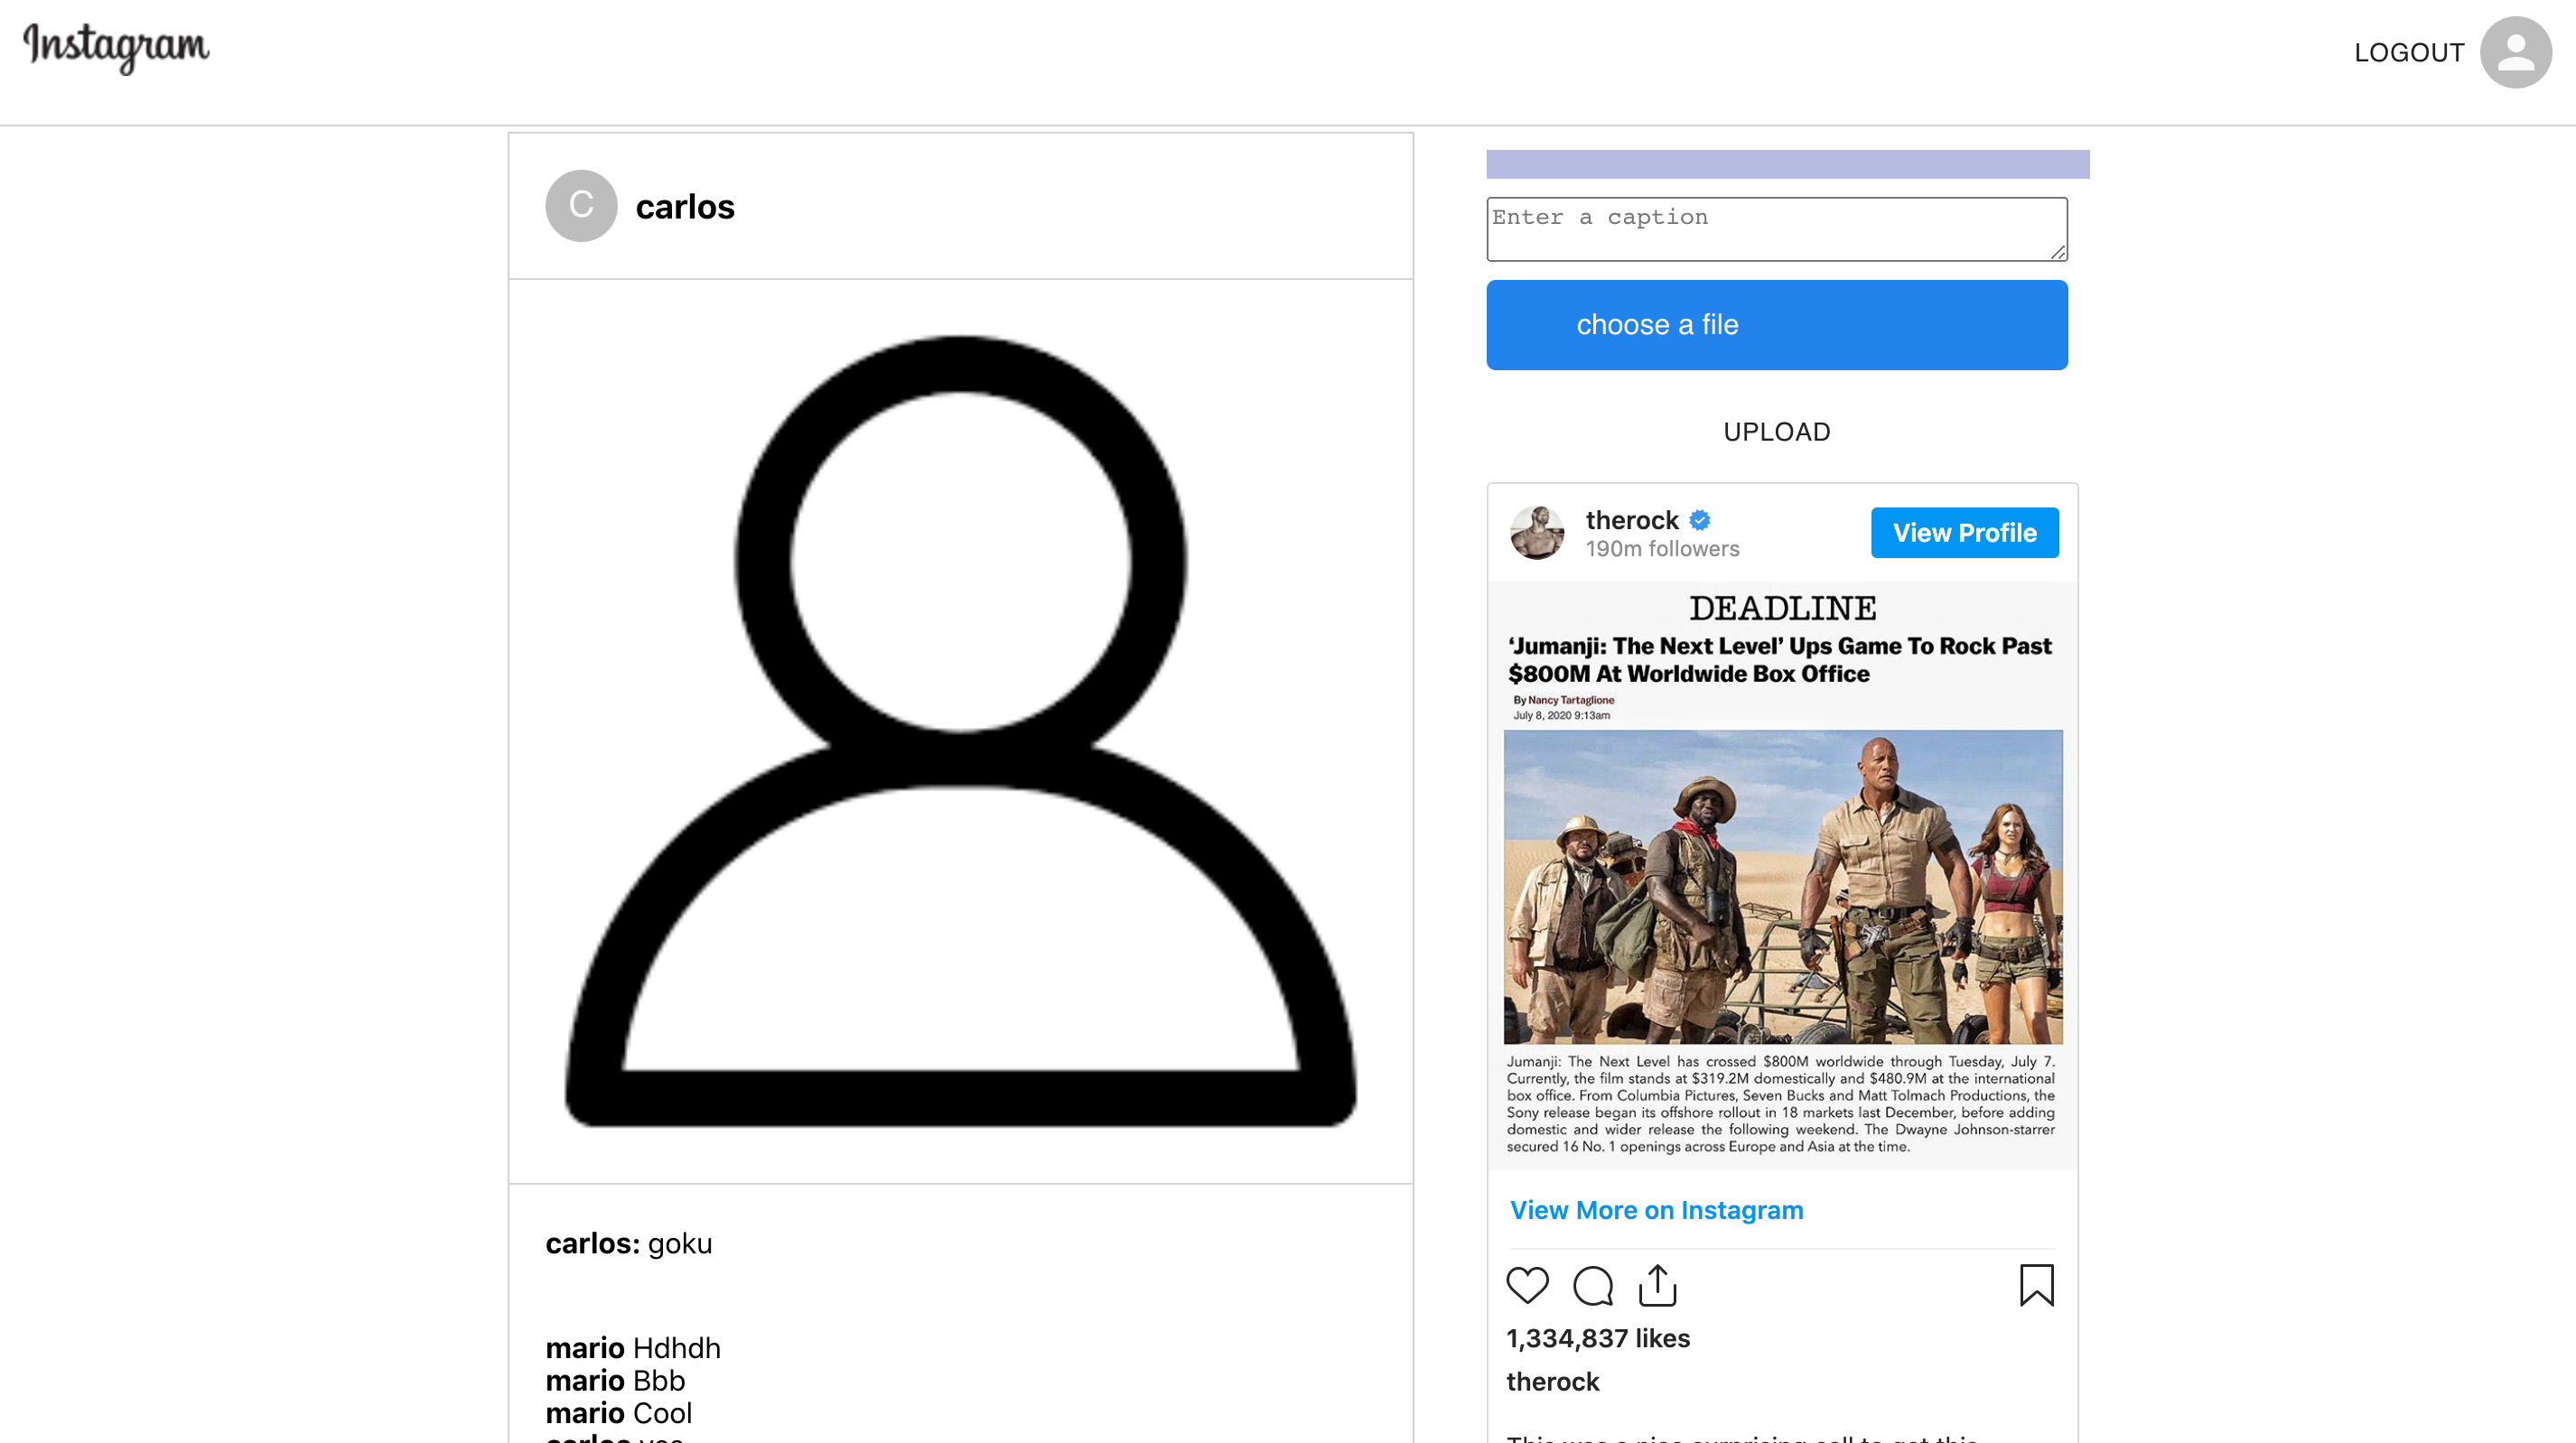 Instagram
LOGOUT
C
carlos
carlos: goku
mario Hdhdh
mario Bbb
mario Cool
Enter a caption
choose a file
UPLOAD
therock
190m followers
View Profile
DEADLINE
‘Jumanji: The Next Level’ Ups Game To Rock Past
$800M At Worldwide Box Office
By Nancy Tartaglione
July 8, 2020 9:13am
Jumanji: The Next Level has crossed $800M worldwide through Tuesday, July 7.
Currently, the film stands at $319.2M domestically and $480.9M at the international
box office. From Columbia Pictures, Seven Bucks and Matt Tolmach Productions, the
Sony release began its offshore rollout in 18 markets last December, before adding
domestic and wider release the following weekend. The Dwayne Johnson-starrer
secured 16 No. 1 openings across Europe and Asia at the time.
View More on Instagram
1,334,837 likes
therock